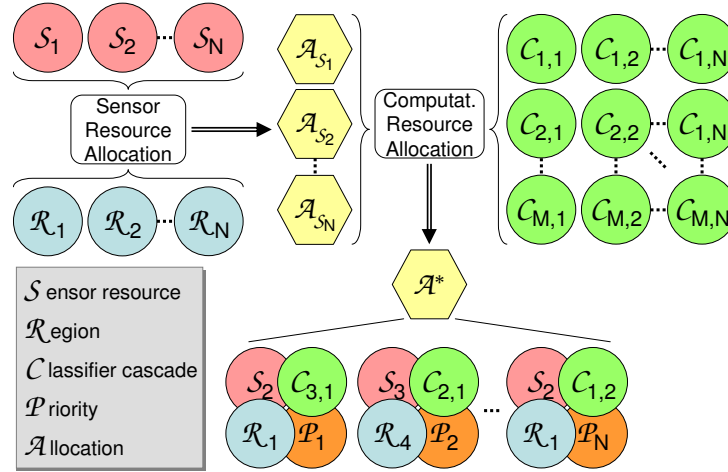 S1 S2 ... SN
Sensor
Resource
Allocation
R1 R2 ... RN
AS1
AS2
ASN
Computat.
Resource
Allocation
C1,1 C1,2 ... C1,N
C2,1 C2,2 ... C1,N
CM,1 CM,2 ... CM,N
A*
S ensor resource
R egion
C lassifier cascade
P riority
A llocation
S2 C3,1 S3 C2,1 S2 C1,2
R1 P1 R4 P2 ... R1 PN